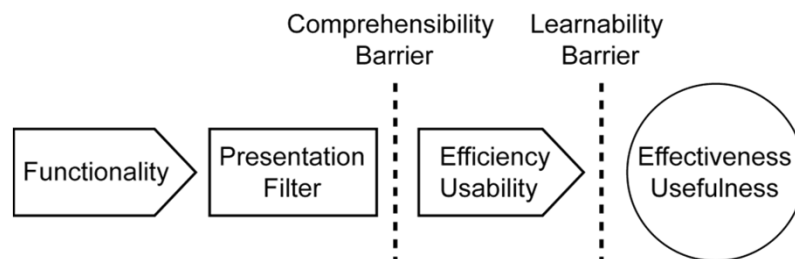 Comprehensibility
Barrier
Learnability
Barrier
Functionality
Presentation
Filter
Efficiency
Usability
Effectiveness
Usefulness